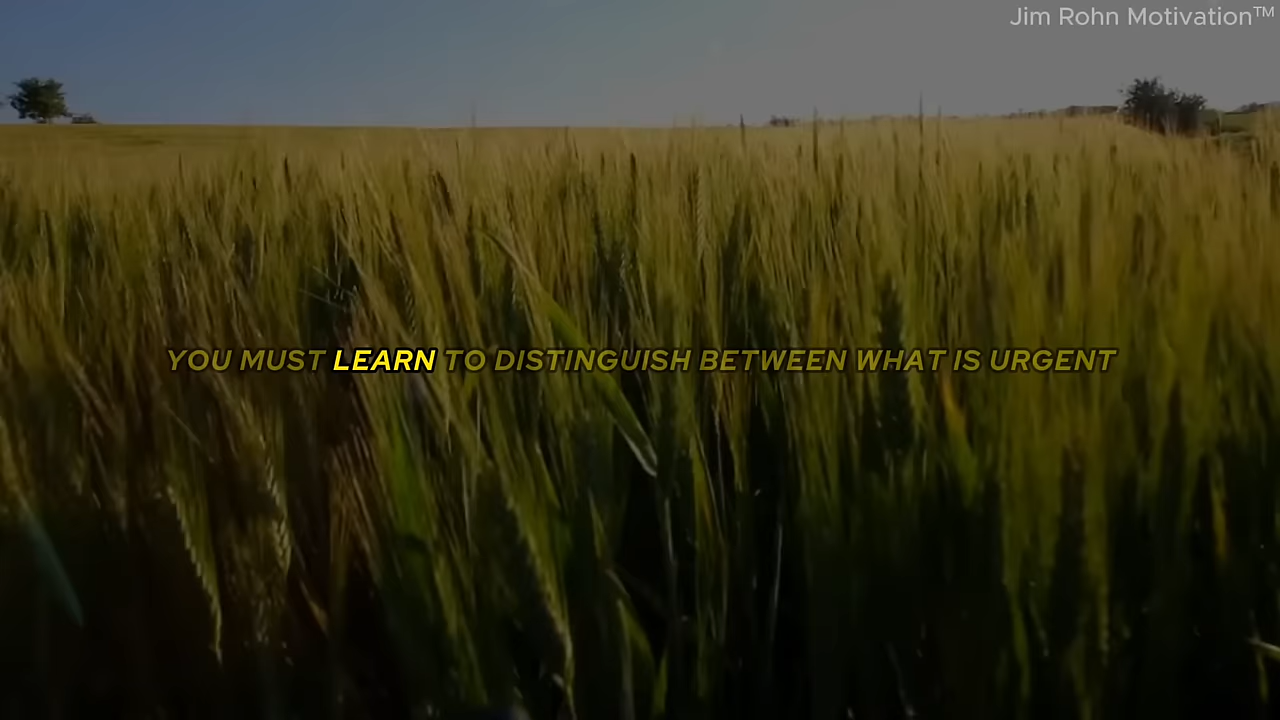 Jim Rohn Motivation™
YOU MUST LEARN TO DISTINGUISH BETWEEN WHAT IS URGENT